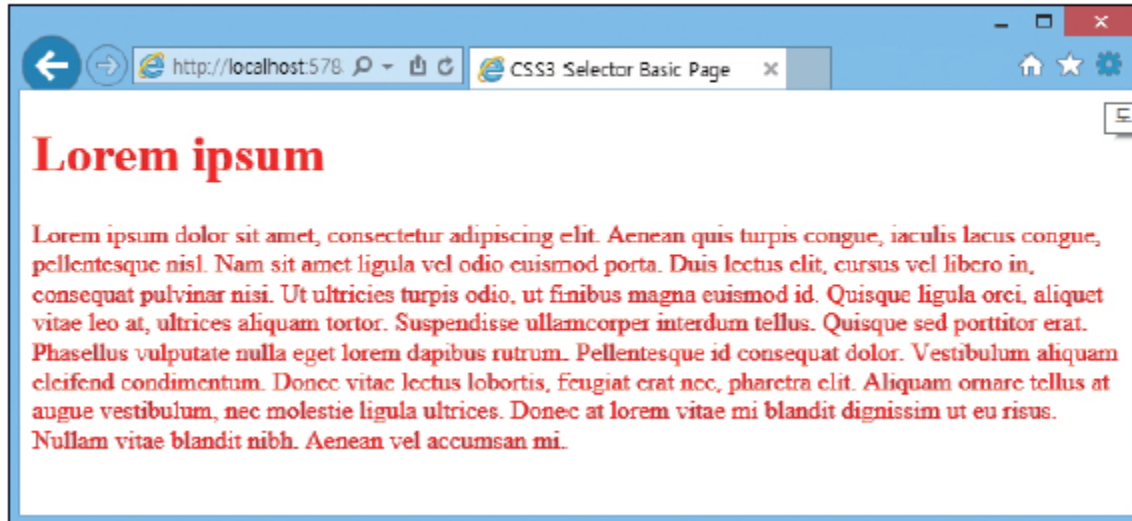 http://localhost:578
CSS3 Selector Basic Page
도
Lorem ipsum
Lorem ipsum dolor sit amet, consectetur adipiscing elit. Aenean quis turpis congue, iaculis lacus congue,
pellentesque nisl. Nam sit amet ligula vel odio euismod porta. Duis lectus elit, cursus vel libero in,
consequat pulvinar nisi. Ut ultricies turpis odio, ut finibus magna euismod id. Quisque ligula orci, aliquet
vitae leo at, ultrices aliquam tortor. Suspendisse ullamcorper interdum tellus. Quisque sed porttitor erat.
Phasellus vulputate nulla eget lorem dapibus rutrum. Pellentesque id consequat dolor. Vestibulum aliquam
eleifend condimentum. Donec vitae lectus lobortis, feugiat erat nec, pharetra elit. Aliquam ornare tellus at
augue vestibulum, nec molestie ligula ultrices. Donec at lorem vitae mi blandit dignissim ut eu risus.
Nullam vitae blandit nibh. Aenean vel accumsan mi.